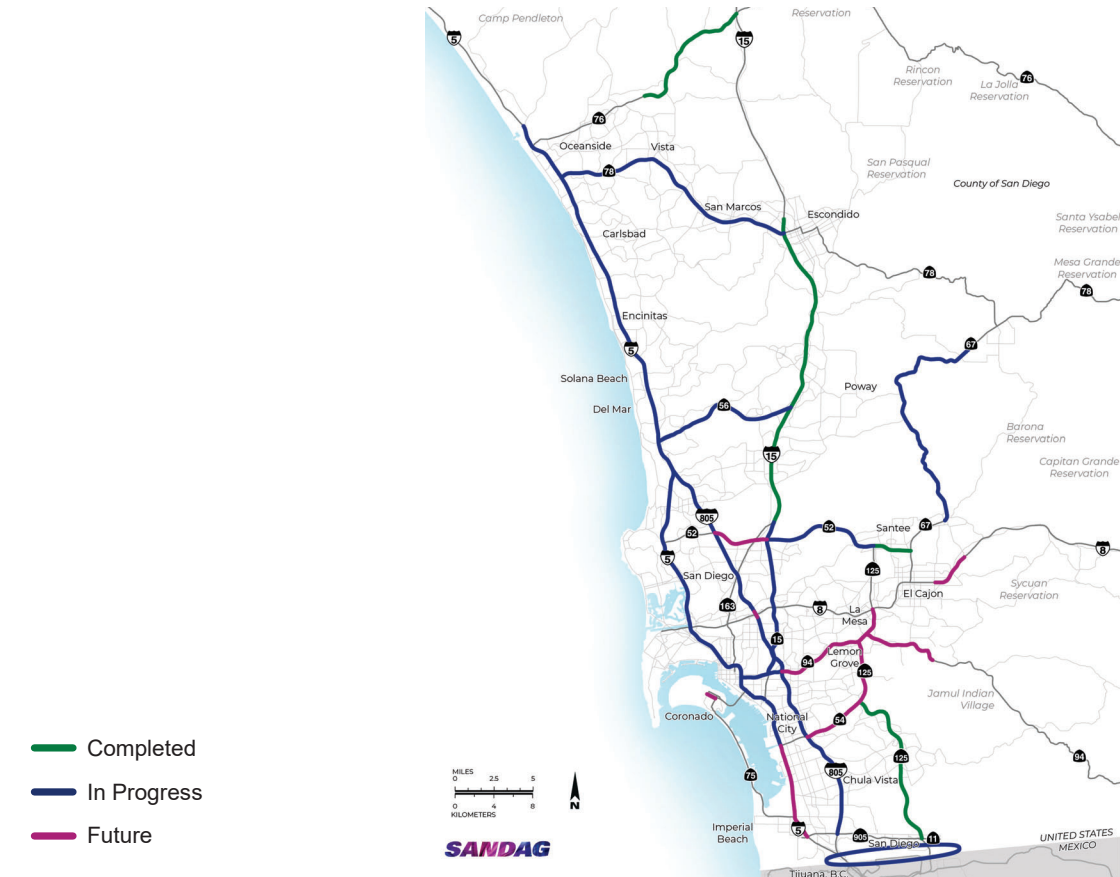 Camp Pendleton
Reservation
5
15
Rincon
Reservation
La Jolla
Reservation
76
76
Oceanside
Vista
78
San Pasqual
Reservation
County of San Diego
San Marcos
Escondido
Santa Ysabel
Reservation
Carlsbad
Mesa Grande
Reservation
78
78
Encinitas
5
67
Solana Beach
Poway
Del Mar
56
Barona
Reservation
15
Capitan Grande
Reservation
805
52
52
Santee
67
5
8
125
San Diego
El Cajon
Sycuan
Reservation
163
8
La
Mesa
15
94
Lemon
Grove
125
Jamul Indian
Village
Coronado
National
City
54
Completed
125
94
75
805
Chula Vista
MILES
0 2.5 5
0 4 8
KILOMETERS
N
In Progress
Future
Imperial
Beach
5
905
San Diego
11
UNITED STATES
MEXICO
SANDAG
Tijuana, B.C.